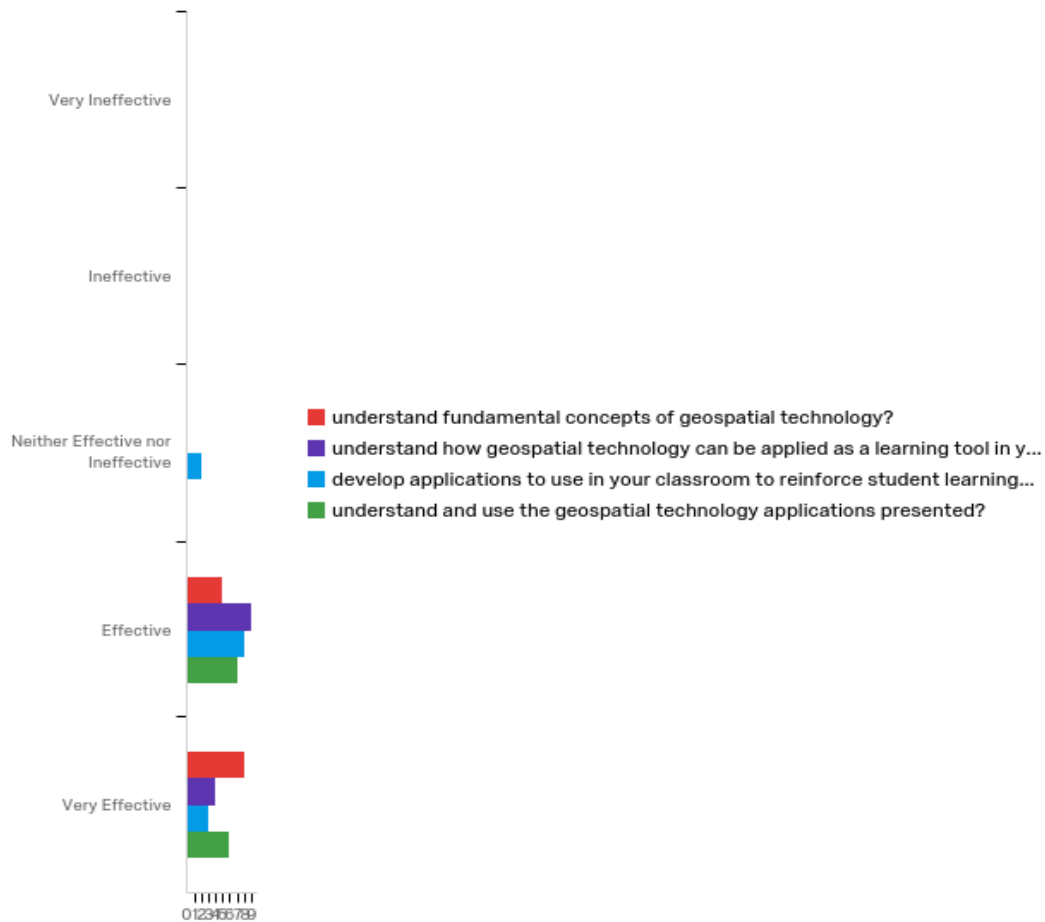 Very Ineffective
Ineffective
Neither Effective nor
Ineffective
understand fundamental concepts of geospatial technology?
understand how geospatial technology can be applied as a learning tool in y...
develop applications to use in your classroom to reinforce student learning...
understand and use the geospatial technology applications presented?
Effective
Very Effective
0123456789